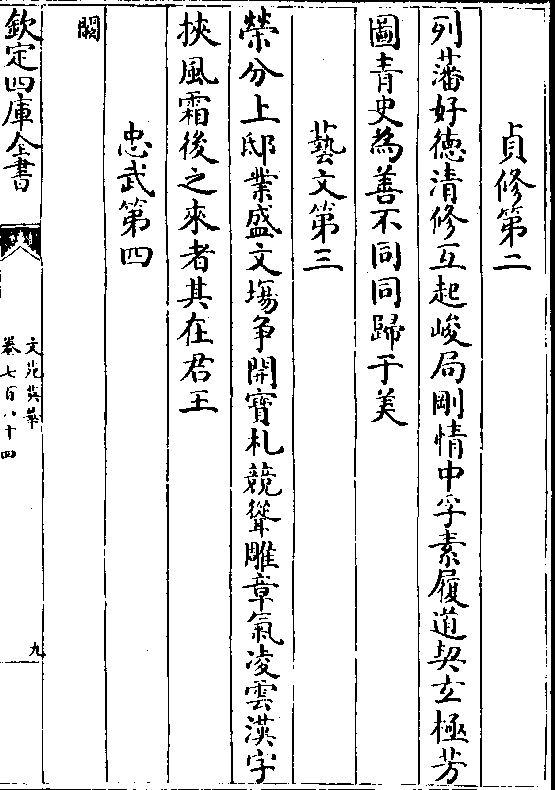 貞修第二
列藩好德清修互起峻局剛情中孚素履道契玄極芳
圖青史為善不同同歸于美
藝文第三
榮分上邸業盛文塲爭開寶札競聳雕章氣凌雲漢字
挾風霜後之來者其在君王
忠武第四
闕
欽定四庫全書
文苑英華
卷七百八十四
九